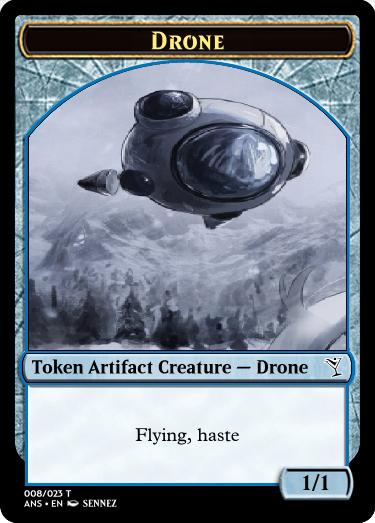 Drone
Token Artifact Creature — Drone
Flying, haste
1/1
008/023 T
ANS • EN SENNEZ